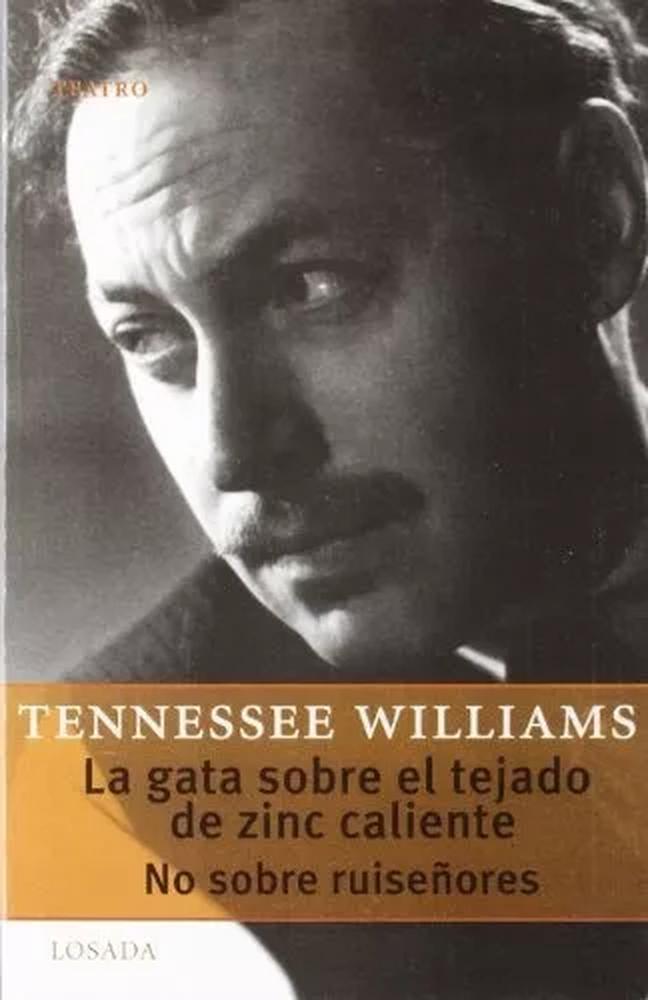 TEATRO
TENNESSEE WILLIAMS
La gata sobre el tejado
de zinc caliente
No sobre ruiseñores
LOSADA